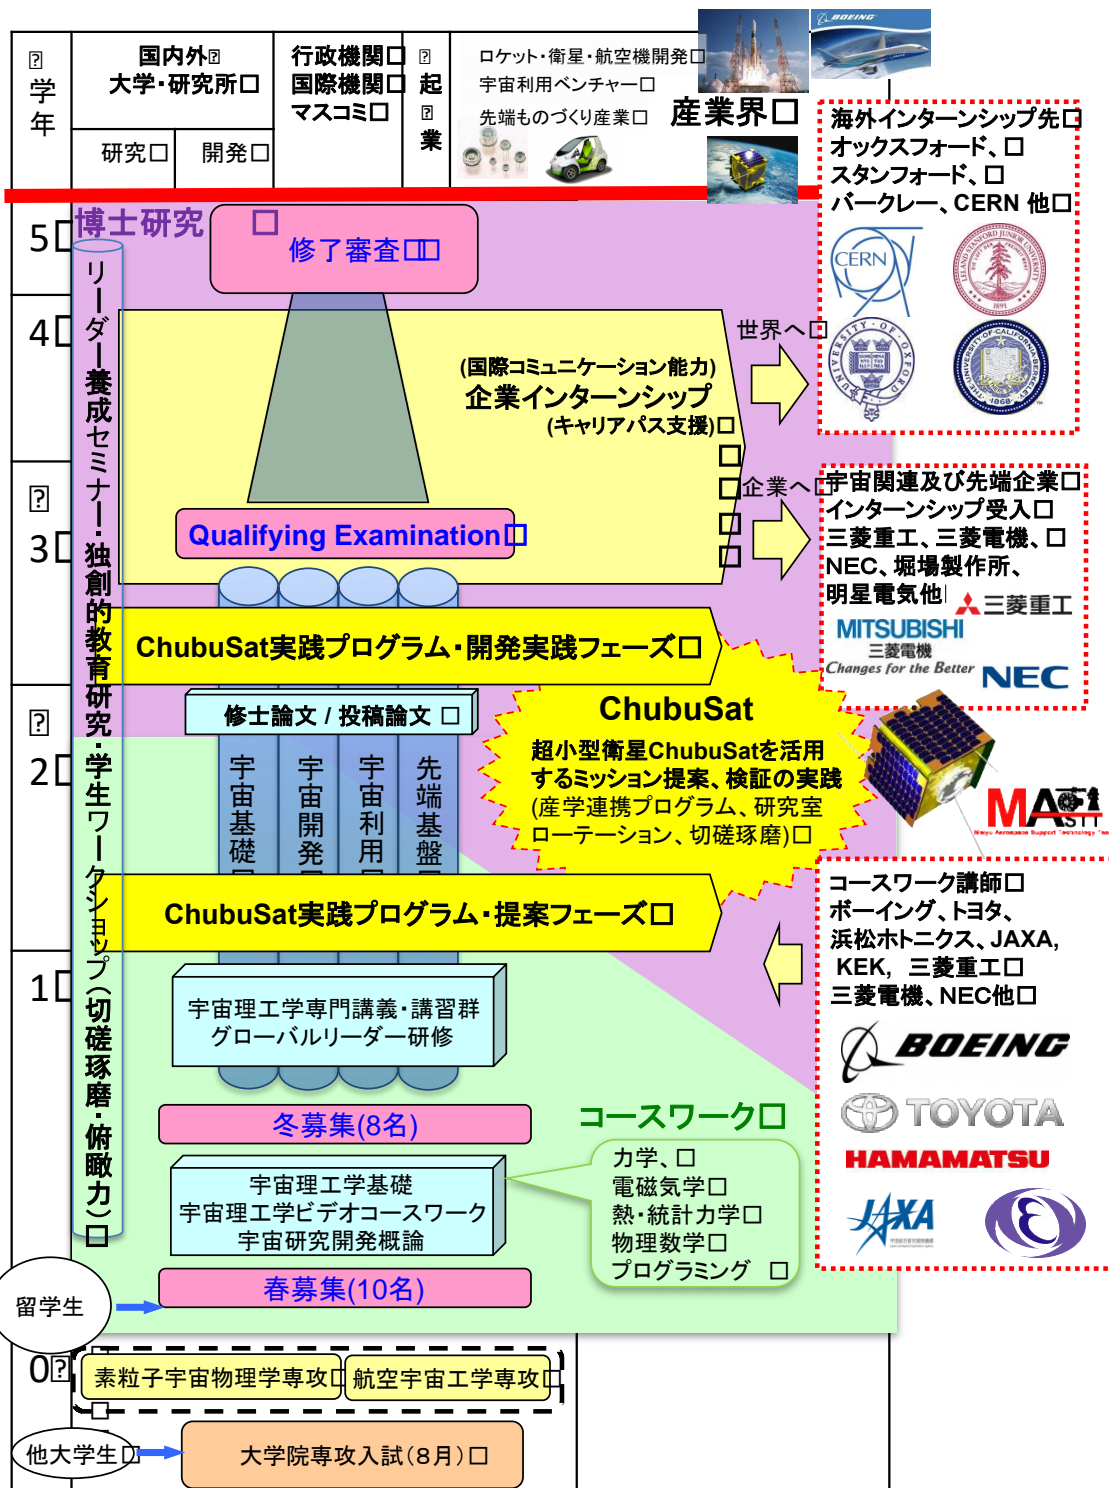 学年
国内外
大学・研究所
研究
開発
行政機関
国際機関
マスコミ
起業
ロケット・衛星・航空機開発
宇宙利用ベンチャー
先端ものづくり産業
産業界
BOEING
海外インターンシップ先
オックスフォード、
スタンフォード、
バークレー、CERN 他
CERN
LELAND STANFORD JUNIOR UNIVERSITY
1891
UNIVERSITY OF OXFORD
THE UNIVERSITY OF CALIFORNIA BERKELEY
1868
5
博士研究
修了審査
リーダー養成セミナー・独創的教育研究・学生ワークショップ(切磋琢磨・俯瞰力)
4
世界へ
(国際コミュニケーション能力)
企業インターンシップ
(キャリアパス支援)
企業へ
宇宙関連及び先端企業
インターンシップ受入
三菱重工、三菱電機、
NEC、堀場製作所、
明星電気他
三菱重工
MITSUBISHI
三菱電機
Changes for the Better
NEC
3
Qualifying Examination
ChubuSat実践プログラム・開発実践フェーズ
修士論文 / 投稿論文
ChubuSat
超小型衛星ChubuSatを活用
するミッション提案、検証の実践
(産学連携プログラム、研究室
ローテーション、切磋琢磨)
2
宇宙基礎
宇宙開発
宇宙利用
先端基盤
MASTT
Meiyu Aerospace Support Technology Team
ChubuSat実践プログラム・提案フェーズ
コースワーク講師
ボーイング、トヨタ、
浜松ホトニクス、JAXA,
KEK, 三菱重工
三菱電機、NEC他
BOEING
TOYOTA
HAMAMATSU
JAXA
1
宇宙理工学専門講義・講習群
グローバルリーダー研修
冬募集(8名)
コースワーク
力学、
電磁気学
熱・統計力学
物理数学
プログラミング
宇宙理工学基礎
宇宙理工学ビデオコースワーク
宇宙研究開発概論
留学生
春募集(10名)
0
素粒子宇宙物理学専攻
航空宇宙工学専攻
他大学生
大学院専攻入試(8月)